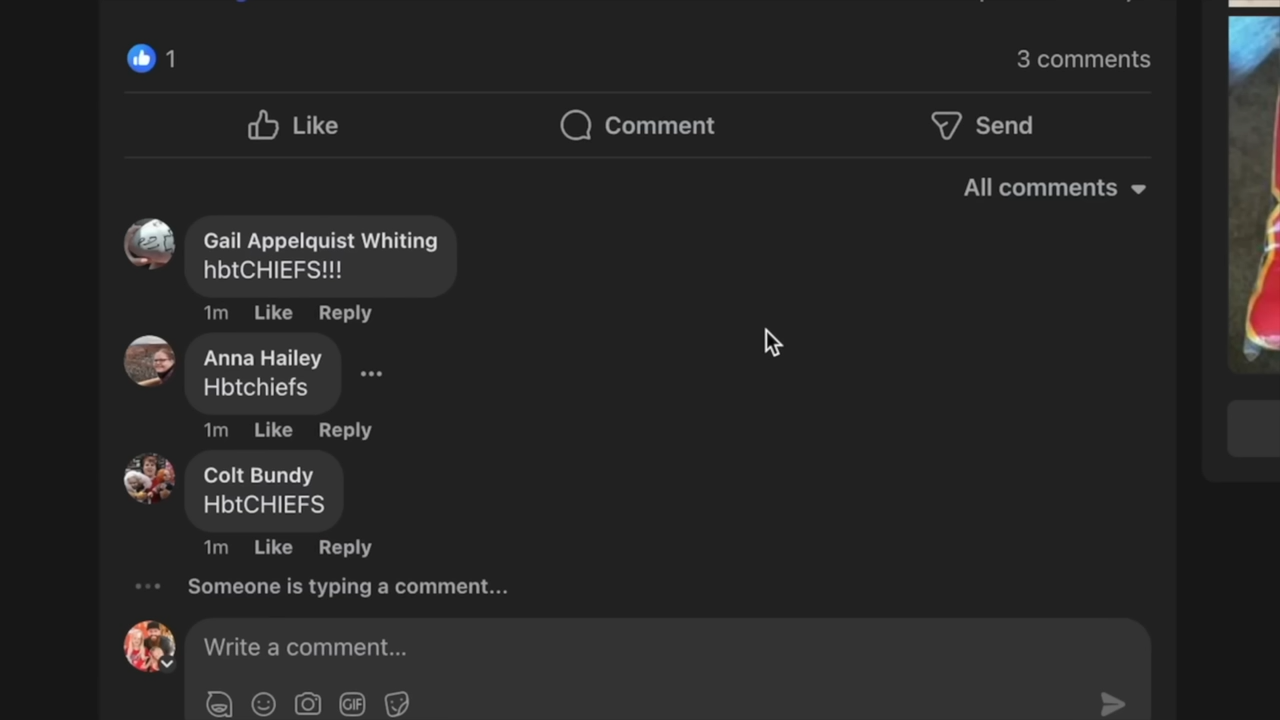 1
3 comments
Like
Comment
Send
All comments
Gail Appelquist Whiting
hbtCHIEFS!!!
1m Like Reply
Anna Hailey
Hbtchiefs
1m Like Reply
Colt Bundy
HbtCHIEFS
1m Like Reply
Someone is typing a comment...
Write a comment...
GIF